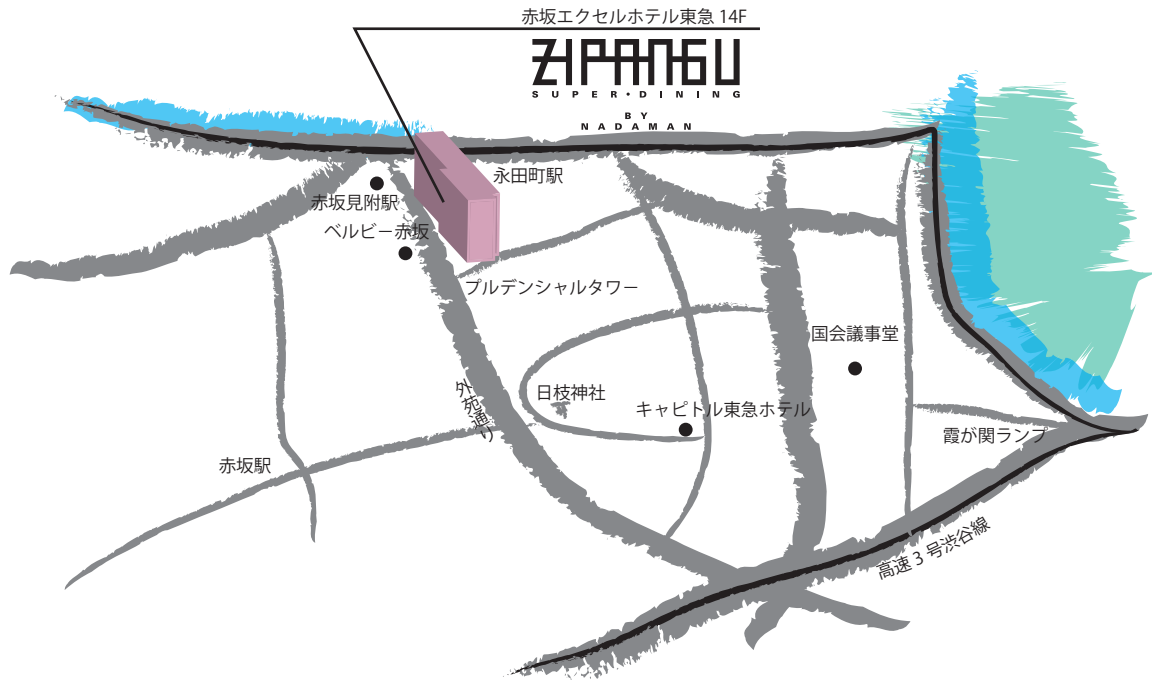 赤坂エクセルホテル東急 14F
ZIPANGU
SUPER・DINING
BY
NADAMAN
永田町駅
赤坂見附駅
ベルビー赤坂
プルデンシャルタワー
国会議事堂
外苑通り
日枝神社
キャピトル東急ホテル
霞が関ランプ
赤坂駅
高速3号渋谷線